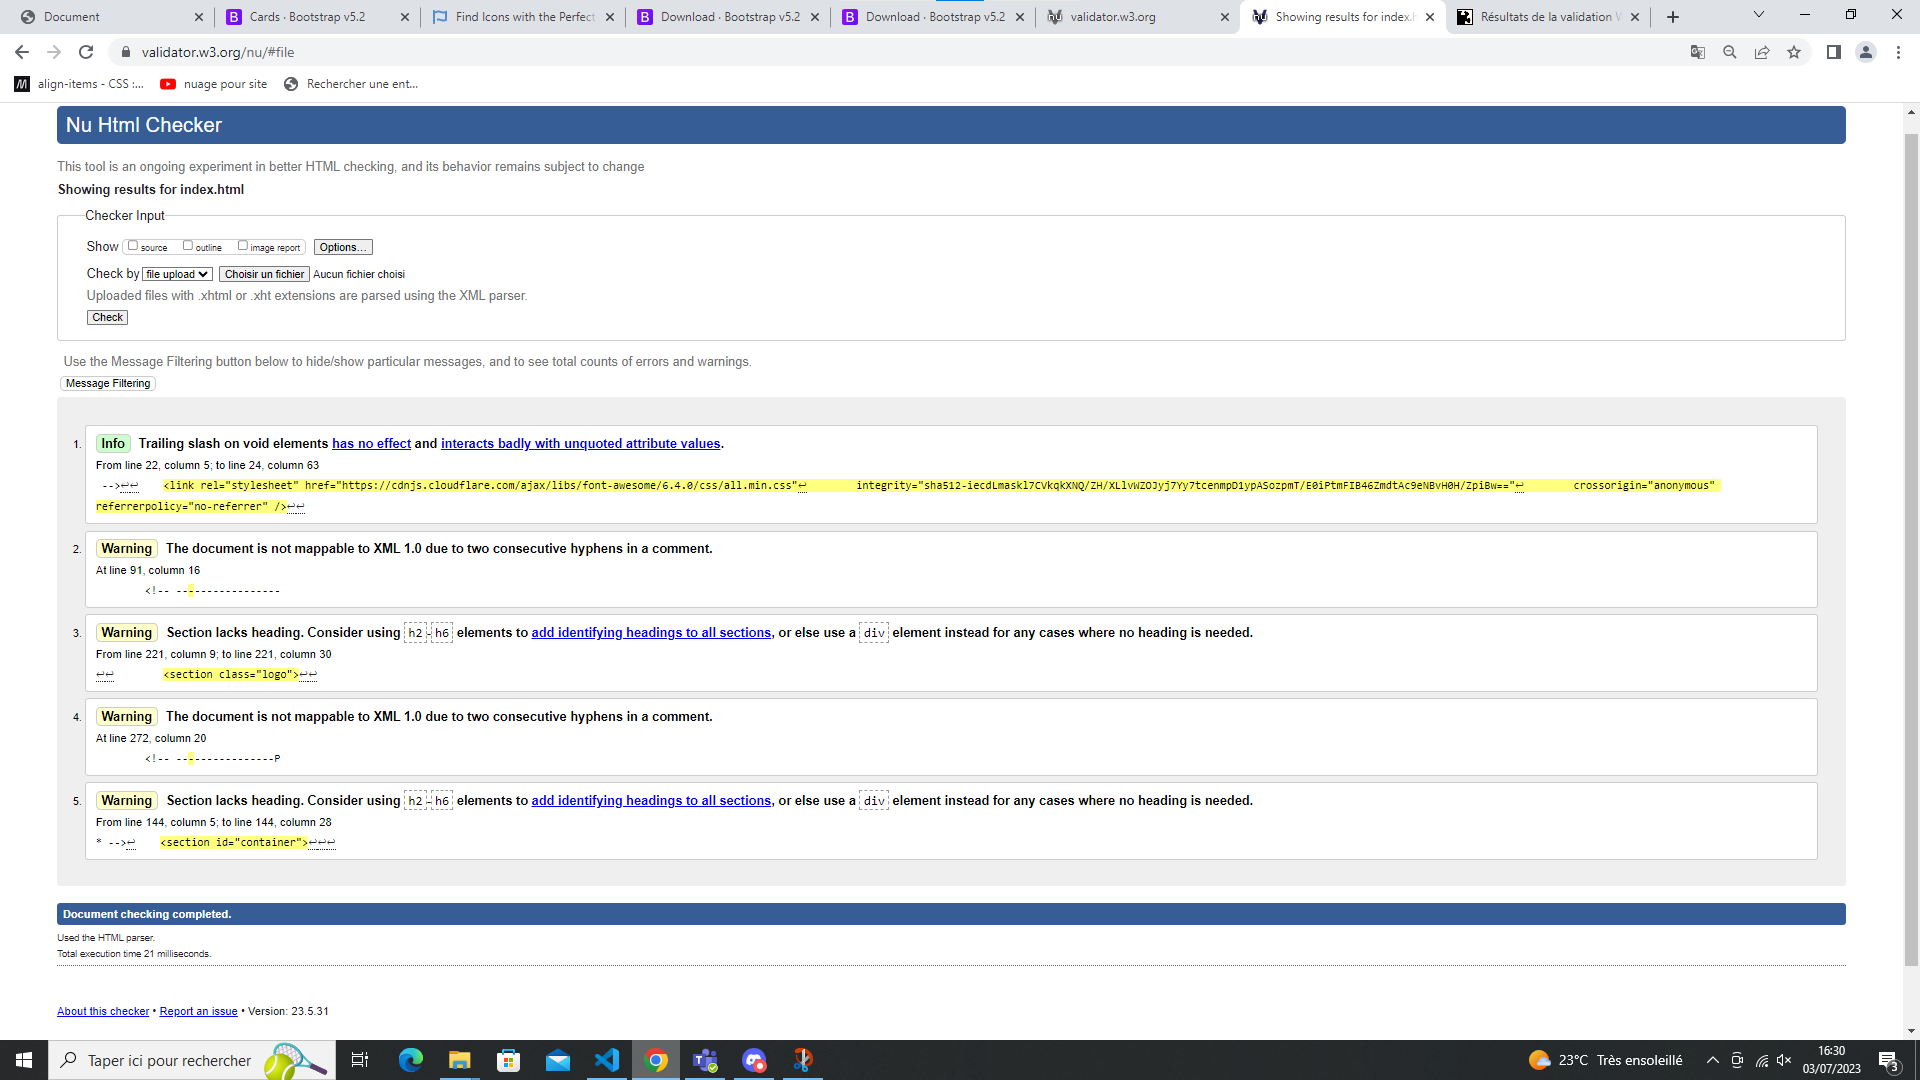 Document
Cards · Bootstrap v5.2
Find Icons with the Perfect
Download · Bootstrap v5.2
Download · Bootstrap v5.2
validator.w3.org
Showing results for index.h
Résultats de la validation W
validator.w3.org/nu/#file
align-items - CSS :...
nuage pour site
Rechercher une ent...
Nu Html Checker
This tool is an ongoing experiment in better HTML checking, and its behavior remains subject to change
Showing results for index.html
Checker Input
Show source outline image report Options...
Check by file upload Choisir un fichier Aucun fichier choisi
Uploaded files with .xhtml or .xht extensions are parsed using the XML parser.
Check
Use the Message Filtering button below to hide/show particular messages, and to see total counts of errors and warnings.
Message Filtering
1. Info Trailing slash on void elements has no effect and interacts badly with unquoted attribute values.
From line 22, column 5; to line 24, column 63
-->↩↩ <link rel="stylesheet" href="https://cdnjs.cloudflare.com/ajax/libs/font-awesome/6.4.0/css/all.min.css"↩ integrity="sha512-iecdLmaskl7CVkqkXNQ/ZH/XLlvWZOJyj7Yy7tcenmpD1ypASozpmT/E0iPtmFIB46ZmdtAc9eNBvH0H/ZpiBw=="↩ crossorigin="anonymous"
referrerpolicy="no-referrer" />↩↩
2. Warning The document is not mappable to XML 1.0 due to two consecutive hyphens in a comment.
At line 91, column 16
<!-- -----------------
3. Warning Section lacks heading. Consider using h2-h6 elements to add identifying headings to all sections, or else use a div element instead for any cases where no heading is needed.
From line 221, column 9; to line 221, column 30
↩↩ <section class="logo">↩↩
4. Warning The document is not mappable to XML 1.0 due to two consecutive hyphens in a comment.
At line 272, column 20
<!-- ----------------P
5. Warning Section lacks heading. Consider using h2-h6 elements to add identifying headings to all sections, or else use a div element instead for any cases where no heading is needed.
From line 144, column 5; to line 144, column 28
* -->↩ <section id="container">↩↩↩
Document checking completed.
Used the HTML parser.
Total execution time 21 milliseconds.
About this checker • Report an issue • Version: 23.5.31
Taper ici pour rechercher
23°C Très ensoleillé
16:30
03/07/2023
3